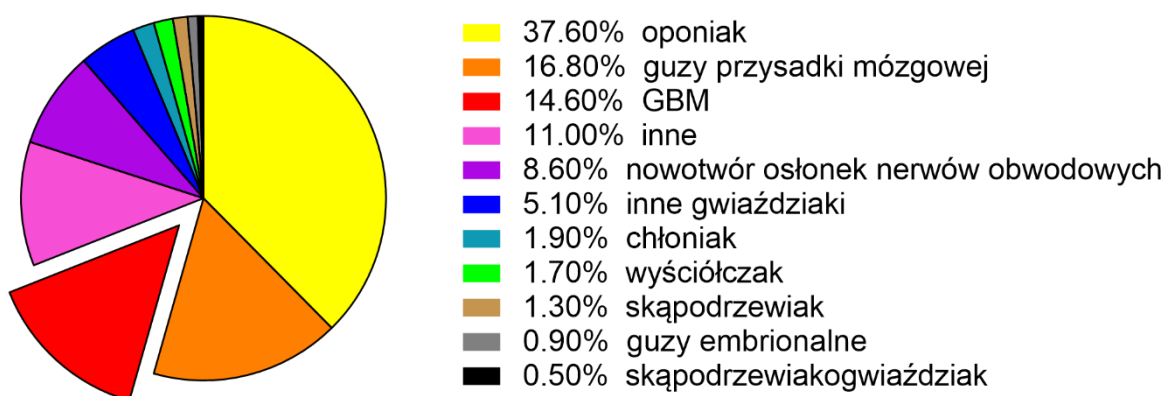 37.60% oponiak
16.80% guzy przysadki mózgowej
14.60% GBM
11.00% inne
8.60% nowotwór osłonek nerwów obwodowych
5.10% inne gwiaździaki
1.90% chłoniak
1.70% wyściółczak
1.30% skąpodrzewiak
0.90% guzy embrionalne
0.50% skąpodrzewiakogwiaździak